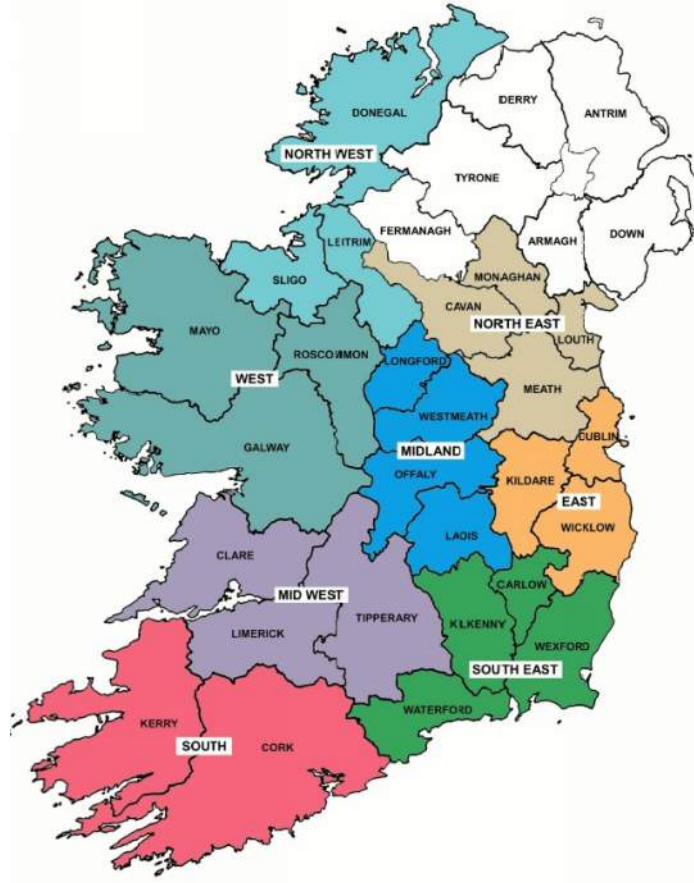 DERRY
DONEGAL
ANTRIM
NORTH WEST
TYRONE
FERMANAGH
ARMAGH
DOWN
LEITRIM
MONAGHAN
SLIGO
CAVAN
NORTH EAST
MAYO
LOUTH
ROSCOMMON
LONGFORD
WEST
MEATH
WESTMEATH
DUBLIN
GALWAY
MIDLAND
OFFALY
KILDARE
EAST
WICKLOW
LAOIS
CLARE
CARLOW
MID WEST
TIPPERARY
KILKENNY
LIMERICK
WEXFORD
SOUTH EAST
WATERFORD
KERRY
SOUTH
CORK